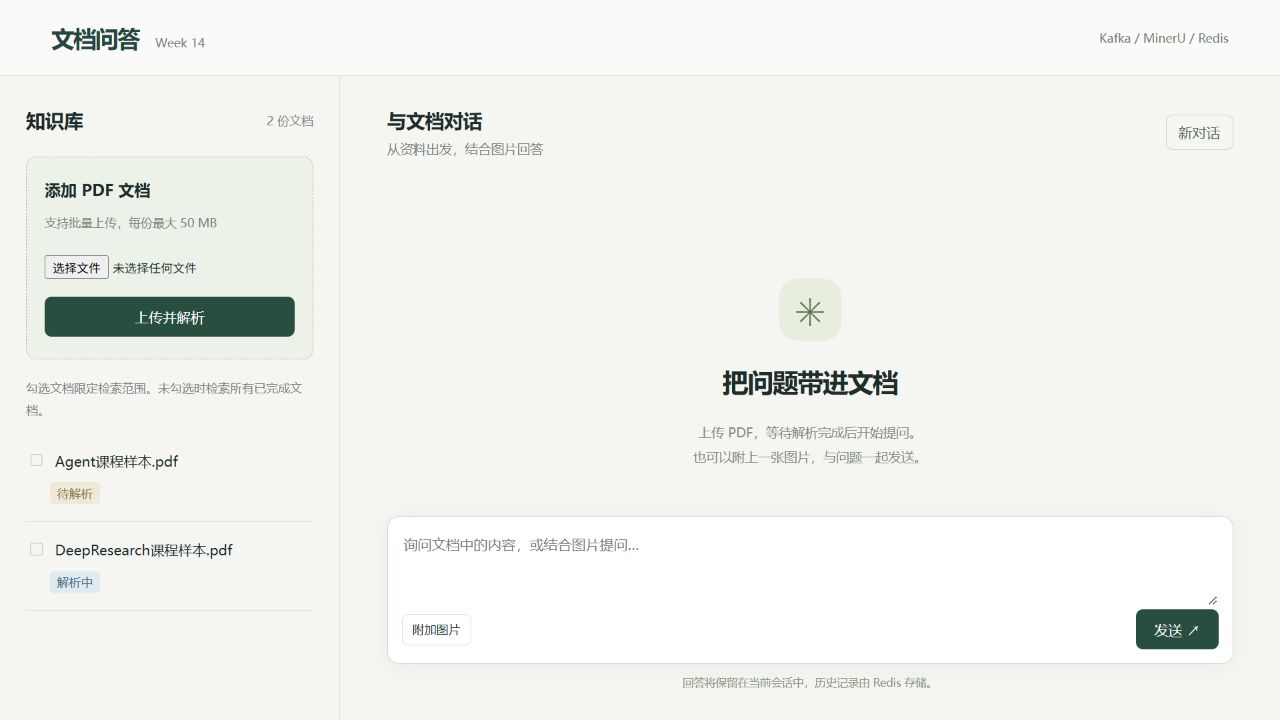 文档问答
Week 14
Kafka / MinerU / Redis
知识库
2 份文档
添加 PDF 文档
支持批量上传，每份最大 50 MB
选择文件 未选择任何文件
上传并解析
勾选文档限定检索范围。未勾选时检索所有已完成文
档。
Agent课程样本.pdf
待解析
DeepResearch课程样本.pdf
解析中
与文档对话
从资料出发，结合图片回答
新对话
把问题带进文档
上传 PDF，等待解析完成后开始提问。
也可以附上一张图片，与问题一起发送。
询问文档中的内容，或结合图片提问...
附加图片
发送 ↗
回答将保留在当前会话中，历史记录由 Redis 存储。